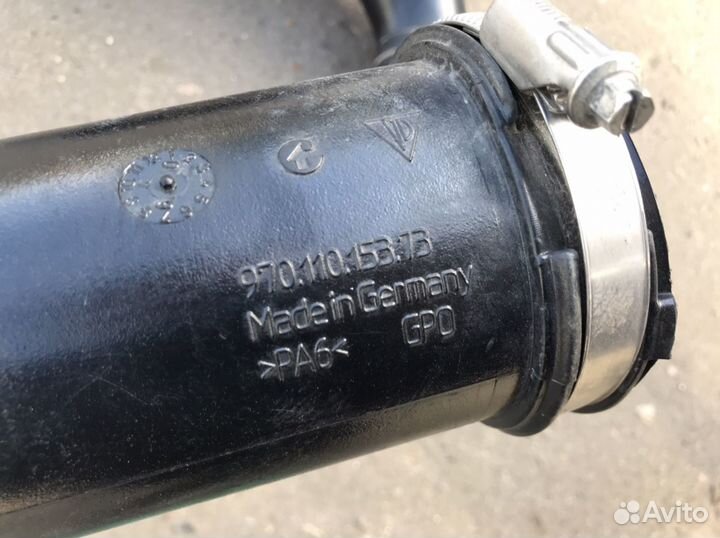 970.110.153.73
Made in Germany
>PA6< GPO
Avito